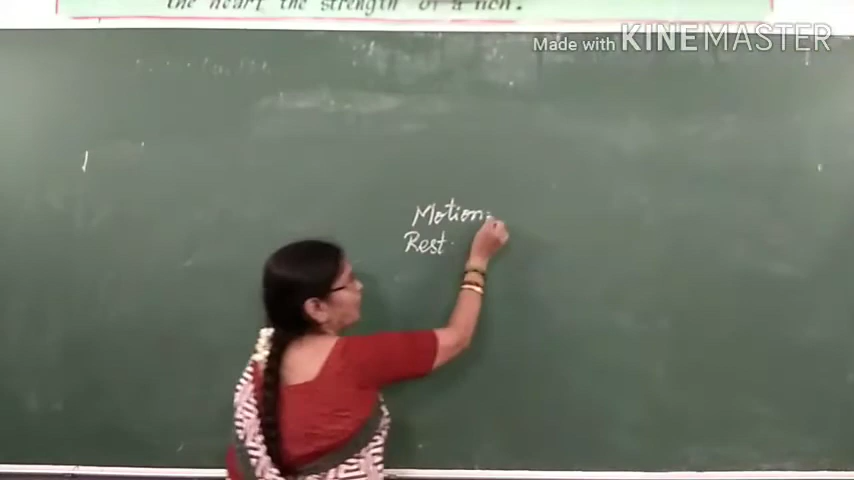 the heart the strength of a lion.
Made with KINEMASTER
Motion
Rest